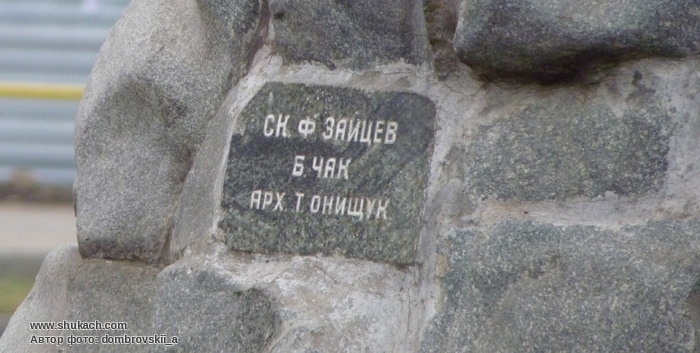 СК. Ф ЗАЙЦЕВ
Б. ЧАК
АРХ. Т ОНИЩУК
www.shukach.com
Автор фото: dombrovskii_a